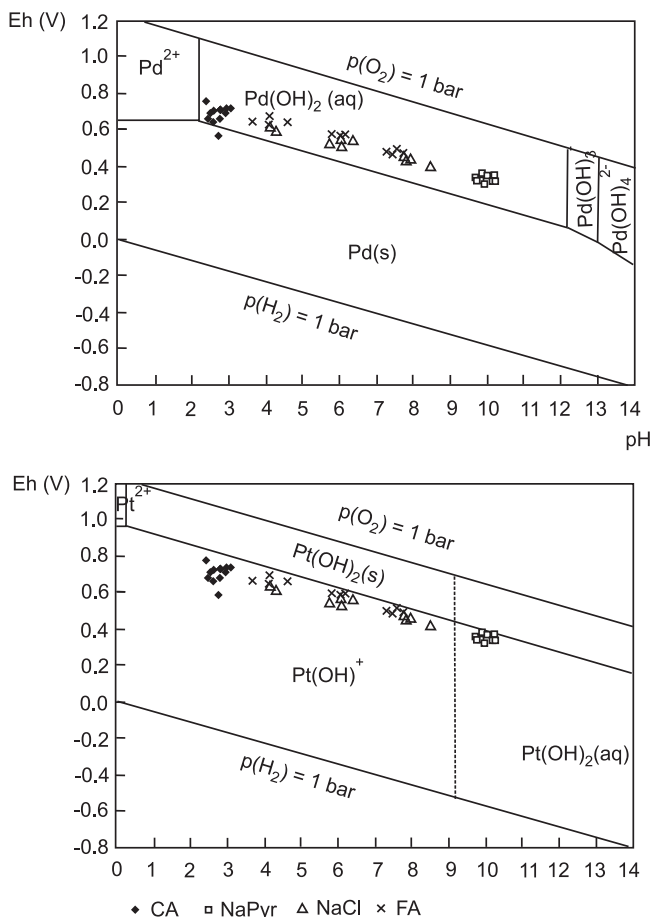 Eh (V)
1.2
1.0
0.8
0.6
0.4
0.2
0.0
-0.2
-0.4
-0.6
-0.8
Pd2+
Pd(OH)2 (aq)
p(O2) = 1 bar
Pd(OH)3-
Pd(OH)4 2-
Pd(s)
p(H2) = 1 bar
0 1 2 3 4 5 6 7 8 9 10 11 12 13 14
pH
Eh (V)
1.2
1.0
0.8
0.6
0.4
0.2
0.0
-0.2
-0.4
-0.6
-0.8
Pt2+
p(O2) = 1 bar
Pt(OH)2(s)
Pt(OH)+
Pt(OH)2(aq)
p(H2) = 1 bar
0 1 2 3 4 5 6 7 8 9 10 11 12 13 14
CA NaPyr NaCl FA